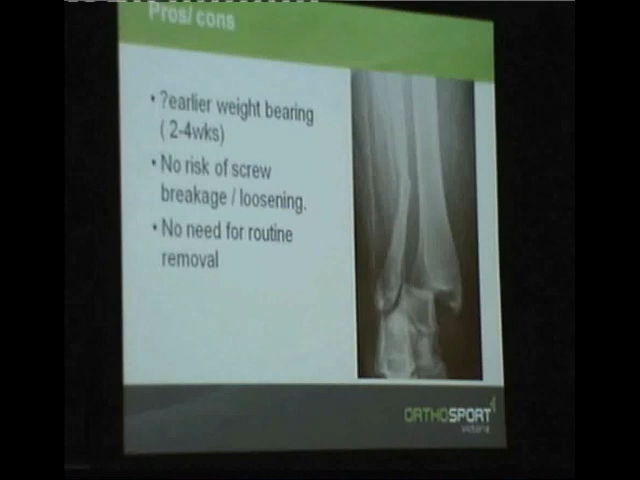 Pros/ cons
• ?earlier weight bearing
( 2-4wks)
• No risk of screw
breakage / loosening.
• No need for routine
removal
ORTHOSPORT